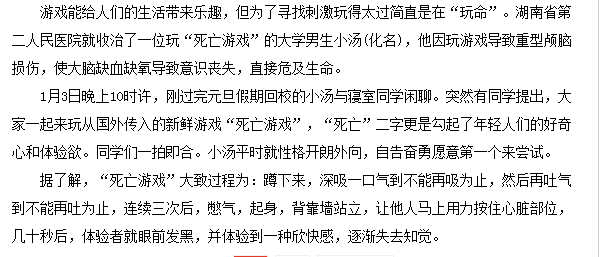 游戏能给人们的生活带来乐趣，但为了寻找刺激玩得太过简直是在“玩命”。湖南省第
二人民医院就收治了一位玩“死亡游戏”的大学男生小汤(化名)，他因玩游戏导致重型颅脑
损伤，使大脑缺血缺氧导致意识丧失，直接危及生命。
1月3日晚上10时许，刚过完元旦假期回校的小汤与寝室同学闲聊。突然有同学提出，大
家一起来玩从国外传入的新鲜游戏“死亡游戏”，“死亡”二字更是勾起了年轻人们的好奇
心和体验欲。同学们一拍即合。小汤平时就性格开朗外向，自告奋勇愿意第一个来尝试。
据了解，“死亡游戏”大致过程为：蹲下来，深吸一口气到不能再吸为止，然后再吐气
到不能再吐为止，连续三次后，憋气，起身，背靠墙站立，让他人马上用力按住心脏部位，
几十秒后，体验者就眼前发黑，并体验到一种欣快感，逐渐失去知觉。